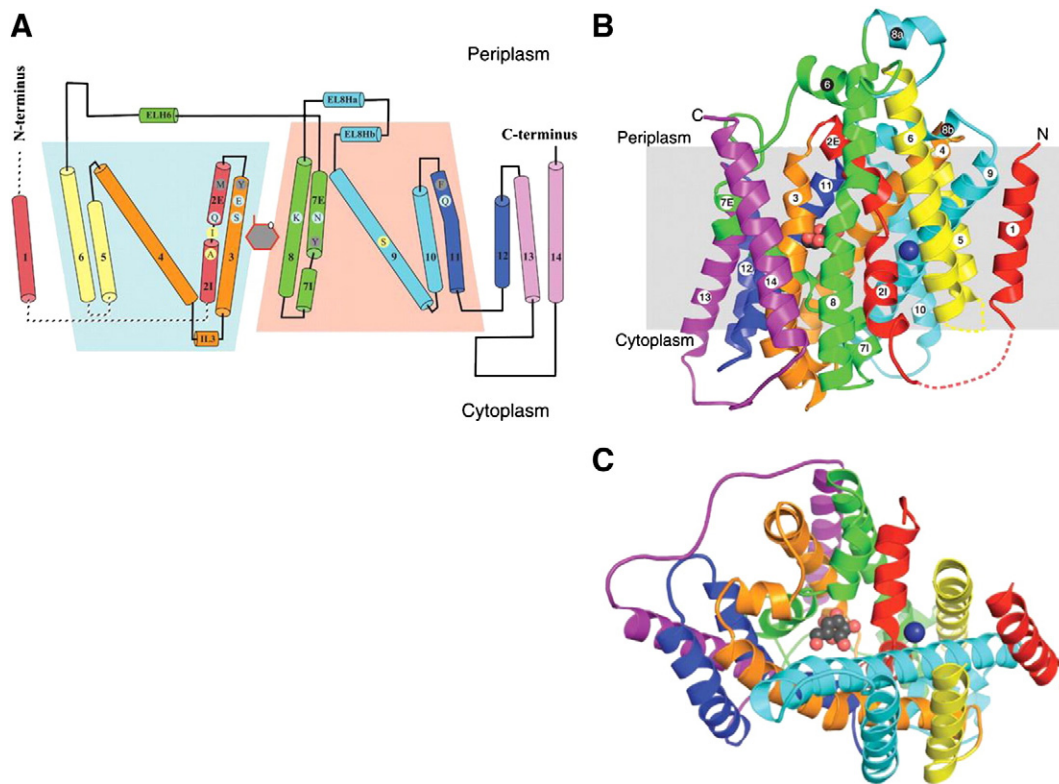 A
Periplasm
N-terminus
ELH6
EL8Ha
EL8Hb
C-terminus
1
6
5
4
M
2E
Q
I
A
2I
Y
E
S
3
IL3
K
8
7E
N
Y
7I
S
9
10
F
Q
11
12
13
14
Cytoplasm
B
8a
6
C
Periplasm
2E
6
8b
4
N
9
7E
3
11
1
5
12
14
13
8
2I
10
Cytoplasm
7I
C